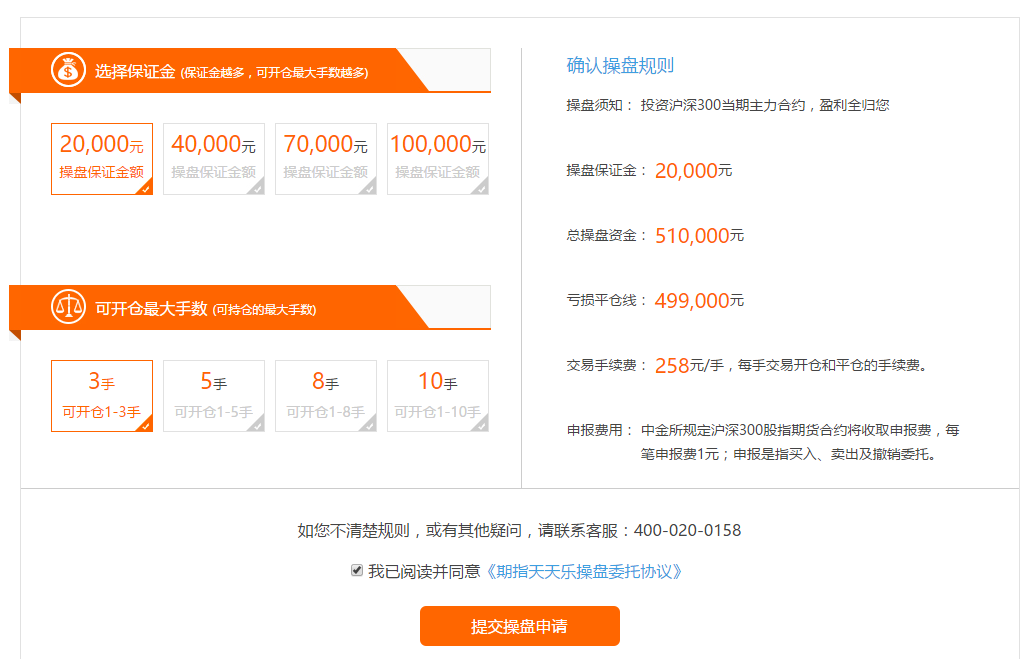 选择保证金 (保证金越多，可开仓最大手数越多)
20,000元
操盘保证金额
40,000元
操盘保证金额
70,000元
操盘保证金额
100,000元
操盘保证金额
可开仓最大手数 (可持仓的最大手数)
3手
可开仓1-3手
5手
可开仓1-5手
8手
可开仓1-8手
10手
可开仓1-10手
确认操盘规则
操盘须知： 投资沪深300当期主力合约，盈利全归您
操盘保证金： 20,000元
总操盘资金： 510,000元
亏损平仓线： 499,000元
交易手续费： 258元/手，每手交易开仓和平仓的手续费。
申报费用： 中金所规定沪深300股指期货合约将收取申报费，每
笔申报费1元；申报是指买入、卖出及撤销委托。
如您不清楚规则，或有其他疑问，请联系客服：400-020-0158
我已阅读并同意《期指天天乐操盘委托协议》
提交操盘申请